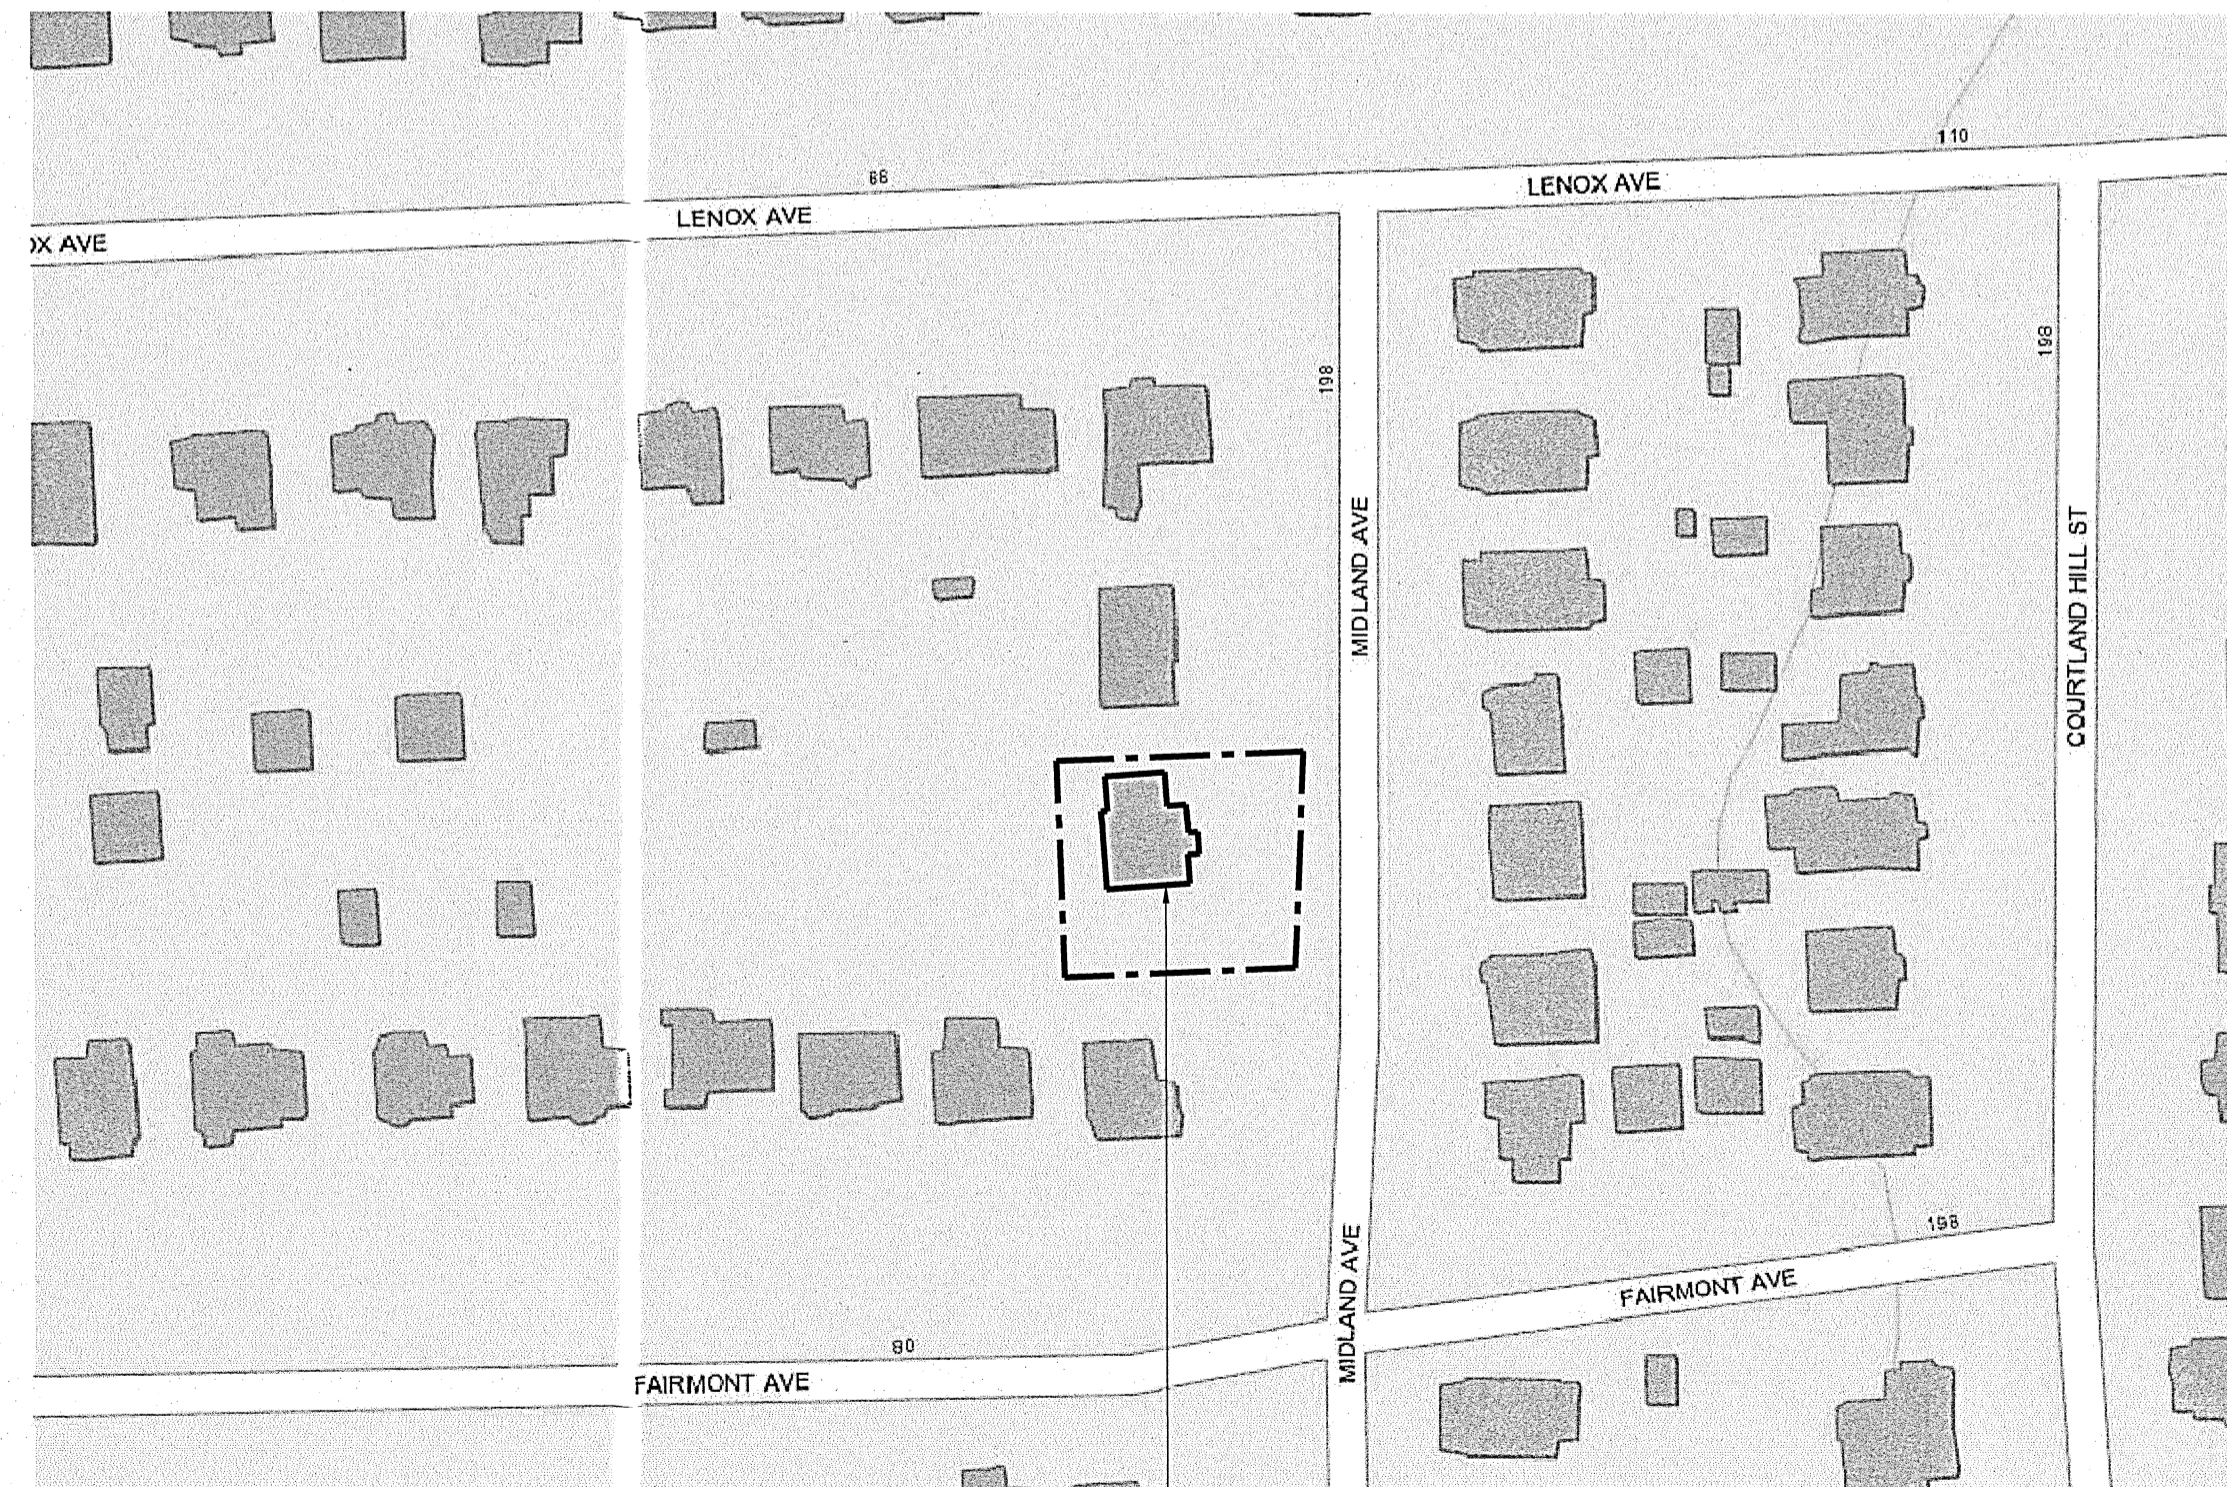 110
68
LENOX AVE
LENOX AVE
OX AVE
198
198
MIDLAND AVE
COURTLAND HILL ST
198
MIDLAND AVE
FAIRMONT AVE
80
FAIRMONT AVE